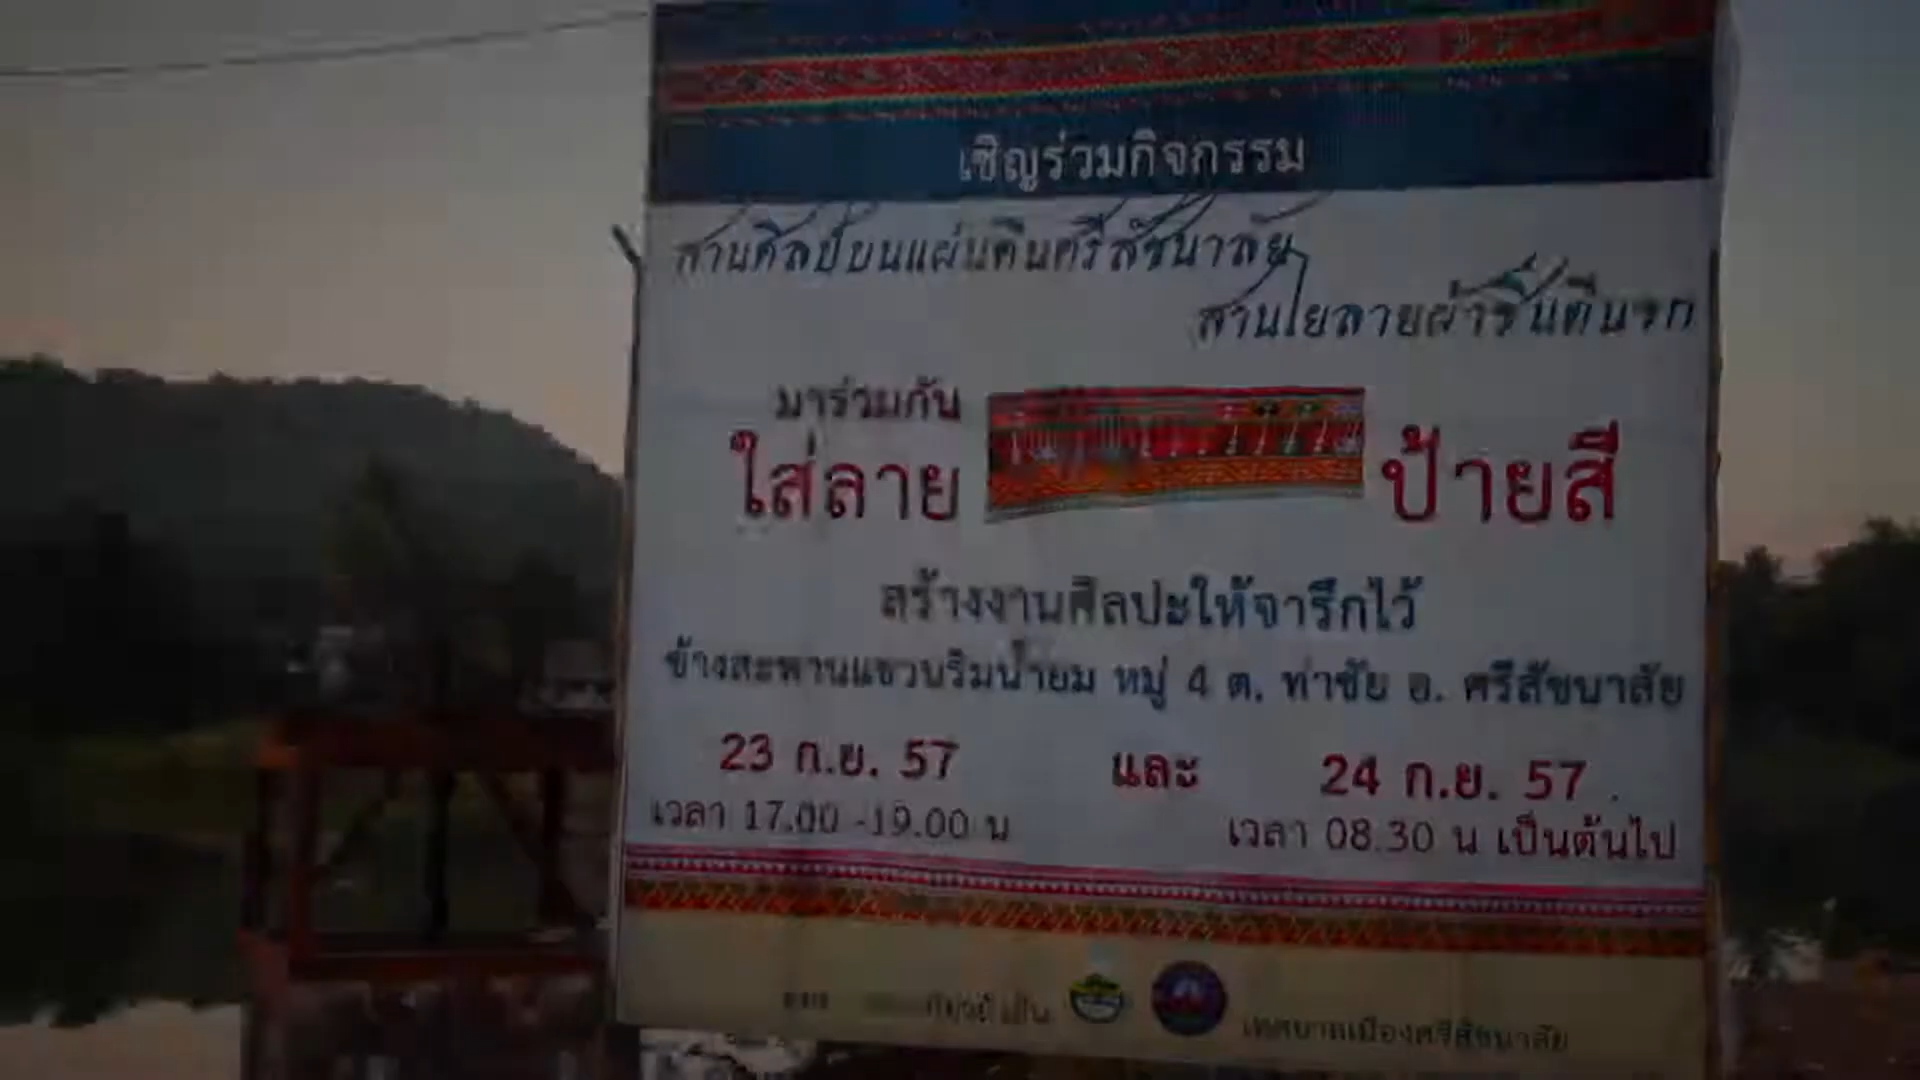 เชิญร่วมกิจกรรม
สานศิลป์บนแผ่นดินศรีสัชนาลัย
สานใยลายผ้าซิ่นตีนจก
มาร่วมกัน
ใส่ลาย ป้ายสี
สร้างงานศิลปะให้จารึกไว้
ข้างสะพานแขวนริมน้ำยม หมู่ 4 ต. ท่าชัย อ. ศรีสัชนาลัย
23 ก.ย. 57 และ 24 ก.ย. 57
เวลา 17.00 -19.00 น เวลา 08.30 น เป็นต้นไป
เทศบาลเมืองศรีสัชนาลัย